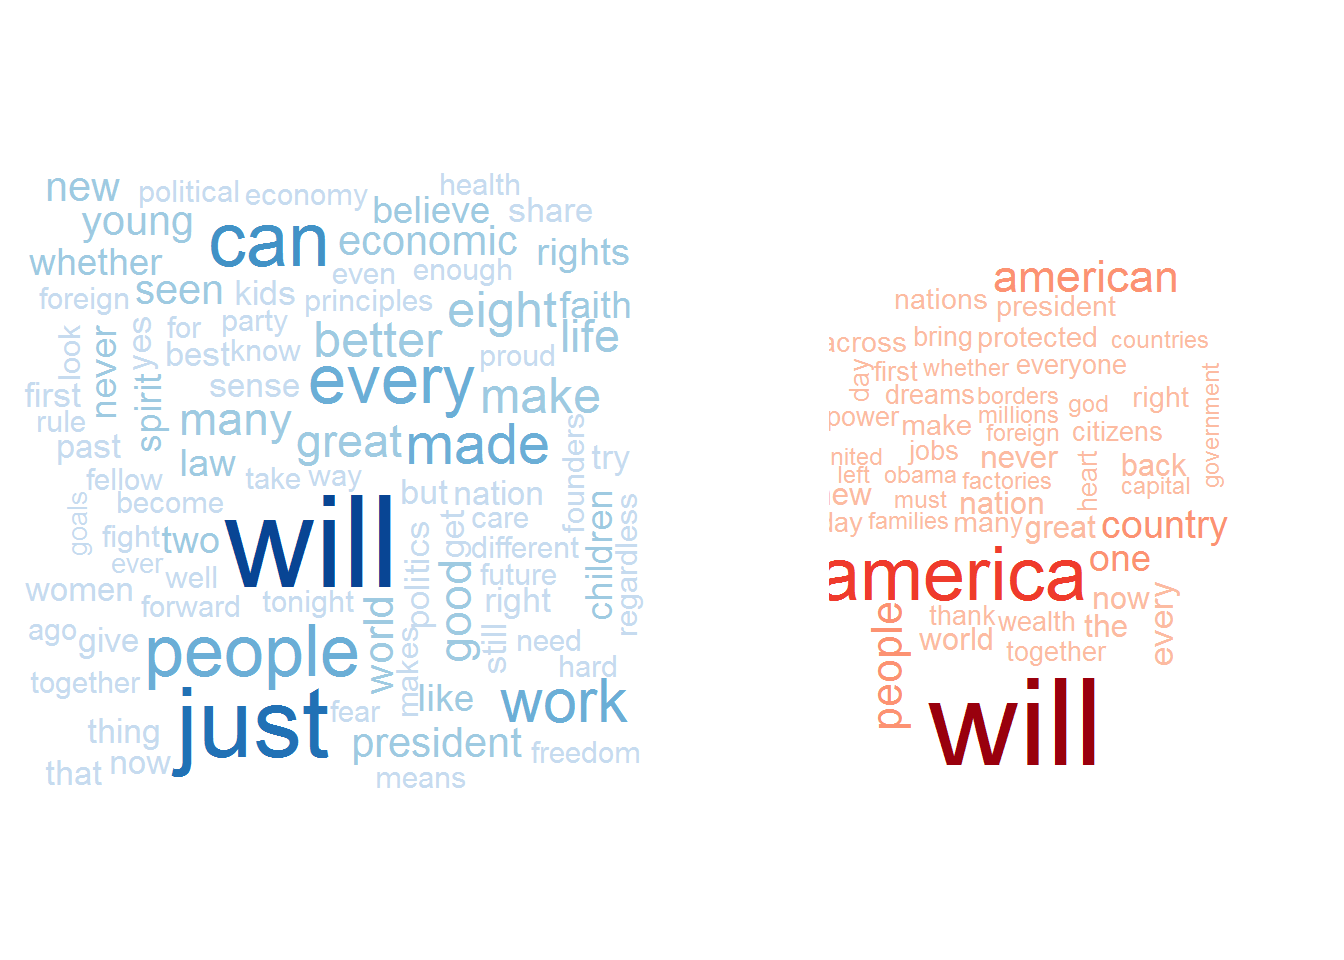 new
political
economy
health
young
can
believe
share
whether
economic
rights
foreign
seen
kids
even
enough
principles
eight
faith
look
never
yes
for
party
better
life
best
know
proud
first
spirit
sense
every
make
rule
many
great
made
founders
past
law
try
fellow
take
way
but
nation
goals
become
will
get
care
children
regardless
fight
two
politics
different
ever
well
good
future
women
forward
tonight
world
right
ago
give
people
makes
still
need
hard
together
just
fear
like
work
thing
president
freedom
that
now
means
american
nations
president
across
bring
protected
countries
day
first
whether
everyone
government
dreams
borders
god
right
power
make
millions
foreign
citizens
nited
jobs
never
heart
back
left
obama
factories
capital
ew
must
nation
day
families
many
great
country
america
one
people
thank
wealth
now
every
world
the
together
will